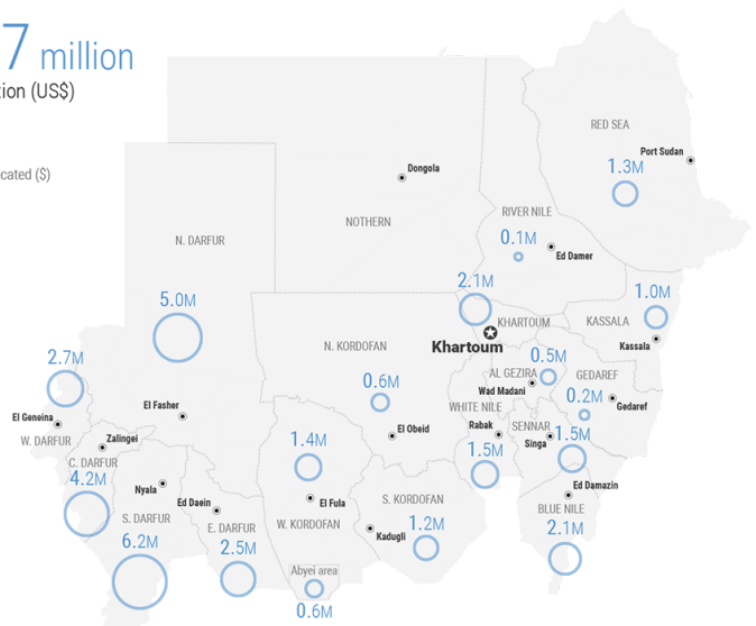 7 million
tion (US$)
cated ($)
RED SEA
Port Sudan
1.3M
Dongola
NOTHERN
RIVER NILE
0.1M
Ed Damer
N. DARFUR
5.0M
2.1M
KHARTOUM
Khartoum
1.0M
KASSALA
Kassala
N. KORDOFAN
0.6M
El Obeid
2.7M
El Geneina
W. DARFUR
El Fasher
0.5M
AL GEZIRA
Wad Madani
GEDAREF
0.2M
Gedaref
WHITE NILE
Rabak
1.5M
SENNAR
Singa
1.5M
Zalingei
C. DARFUR
4.2M
Nyala
S. DARFUR
6.2M
Ed Daein
E. DARFUR
2.5M
1.4M
El Fula
W. KORDOFAN
S. KORDOFAN
Kadugli
1.2M
Ed Damazin
BLUE NILE
2.1M
Abyei area
0.6M